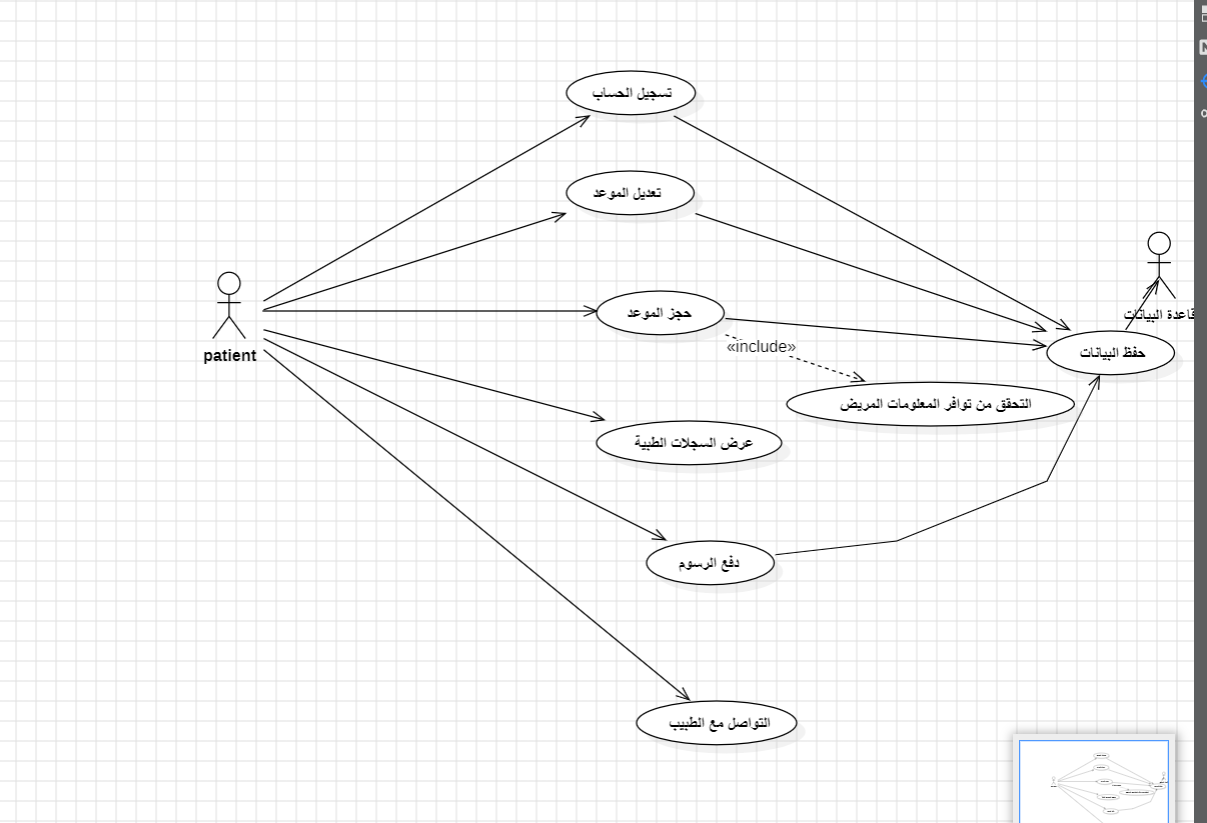 تسجيل الحساب
تعديل الموعد
حجز الموعد
patient
قاعدة البيانات
«include»
حفظ البيانات
التحقق من توافر المعلومات المريض
عرض السجلات الطبية
دفع الرسوم
التواصل مع الطبيب